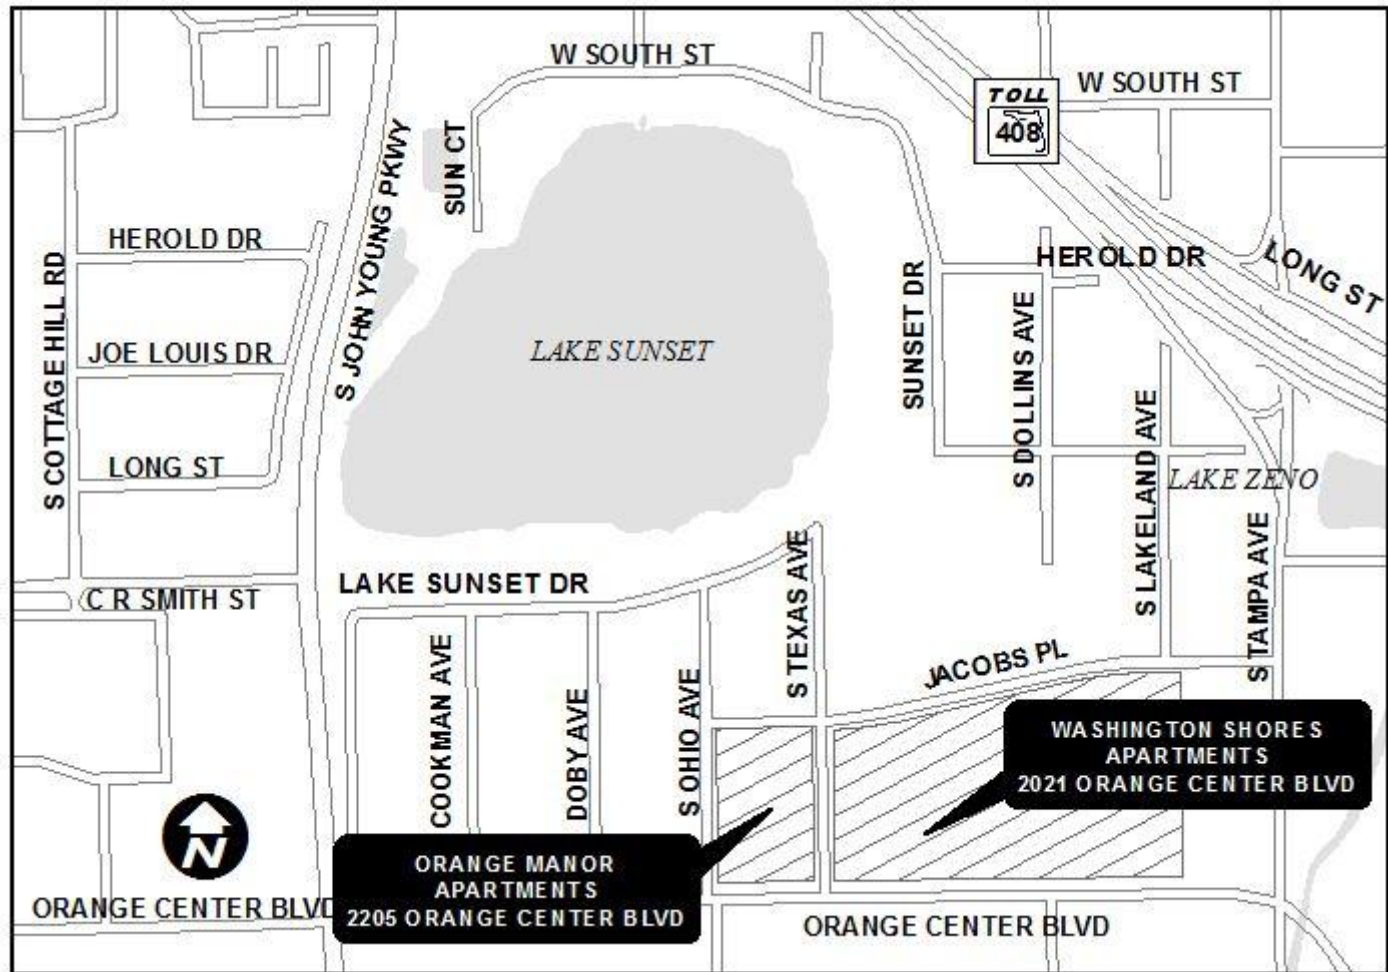 W SOUTH ST
W SOUTH ST
TOLL
408
SUN CT
S JOHN YOUNG PKWY
HEROLD DR
HEROLD DR
LONG ST
S COTTAGE HILL RD
SUNSET DR
S DOLLINS AVE
JOE LOUIS DR
LAKE SUNSET
LONG ST
S LAKELAND AVE
LAKE ZENO
S TAMPA AVE
C R SMITH ST
LAKE SUNSET DR
S TEXAS AVE
COOKMAN AVE
DOBY AVE
S OHIO AVE
JACOBS PL
WASHINGTON SHORES
APARTMENTS
2021 ORANGE CENTER BLVD
N
ORANGE MANOR
APARTMENTS
2205 ORANGE CENTER BLVD
ORANGE CENTER BLVD
ORANGE CENTER BLVD